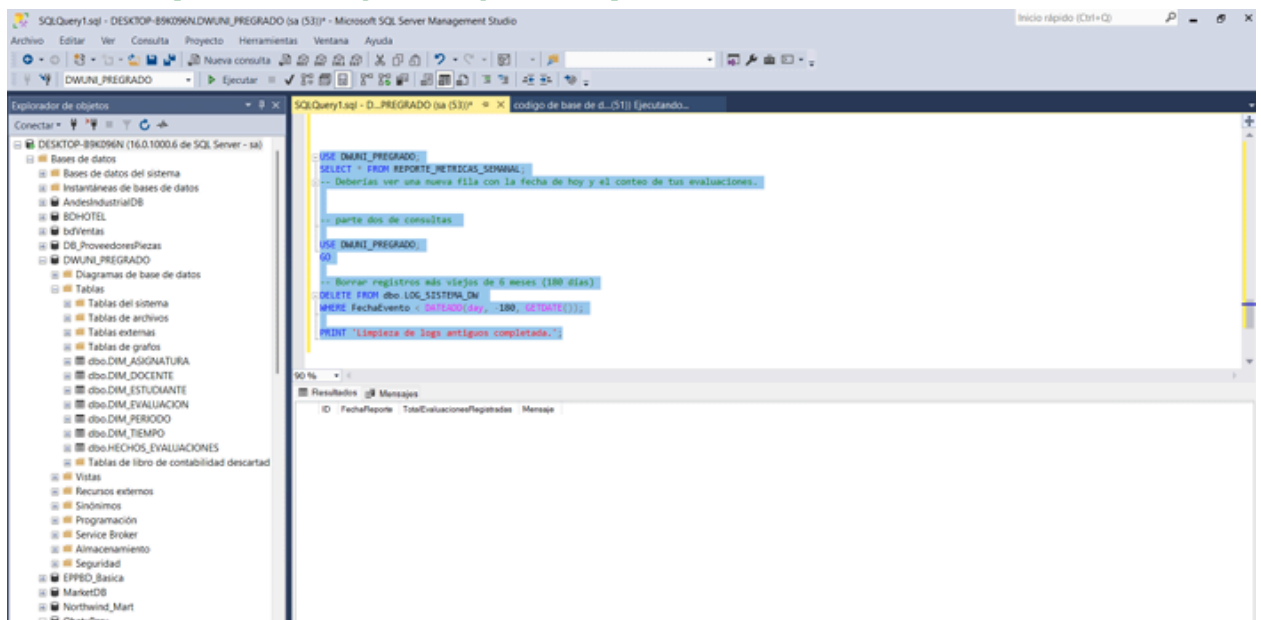 SQLQuery1.sql - DESKTOP-B9K096N.DWUNI_PREGRADO (sa (53))* - Microsoft SQL Server Management Studio
Inicio rápido (Ctrl+Q)
Archivo Editar Ver Consulta Proyecto Herramientas Ventana Ayuda
Nueva consulta
DWUNI_PREGRADO
Ejecutar
Explorador de objetos
SQLQuery1.sql - D...PREGRADO (sa (53))*
codigo de base de d...(51)) Ejecutando...
Conectar
DESKTOP-B9K096N (16.0.1000.6 de SQL Server - sa)
Bases de datos
Bases de datos del sistema
Instantáneas de bases de datos
AndesIndustrialDB
BDHOTEL
bdVentas
DB_ProveedoresPiezas
DWUNI_PREGRADO
Diagramas de base de datos
Tablas
Tablas del sistema
Tablas de archivos
Tablas externas
Tablas de grafos
dbo.DIM_ASIGNATURA
dbo.DIM_DOCENTE
dbo.DIM_ESTUDIANTE
dbo.DIM_EVALUACION
dbo.DIM_PERIODO
dbo.DIM_TIEMPO
dbo.HECHOS_EVALUACIONES
Tablas de libro de contabilidad descartad
Vistas
Recursos externos
Sinónimos
Programación
Service Broker
Almacenamiento
Seguridad
EPPBD_Basica
MarketDB
Northwind_Mart
USE DWUNI_PREGRADO;
SELECT * FROM REPORTE_METRICAS_SEMANAL;
-- Deberías ver una nueva fila con la fecha de hoy y el conteo de tus evaluaciones.
-- parte dos de consultas
USE DWUNI_PREGRADO;
GO
-- Borrar registros más viejos de 6 meses (180 días)
DELETE FROM dbo.LOG_SISTEMA_DW
WHERE FechaEvento < DATEADD(day, -180, GETDATE());
PRINT 'Limpieza de logs antiguos completada.';
90 %
Resultados Mensajes
ID FechaReporte TotalEvaluacionesRegistradas Mensaje